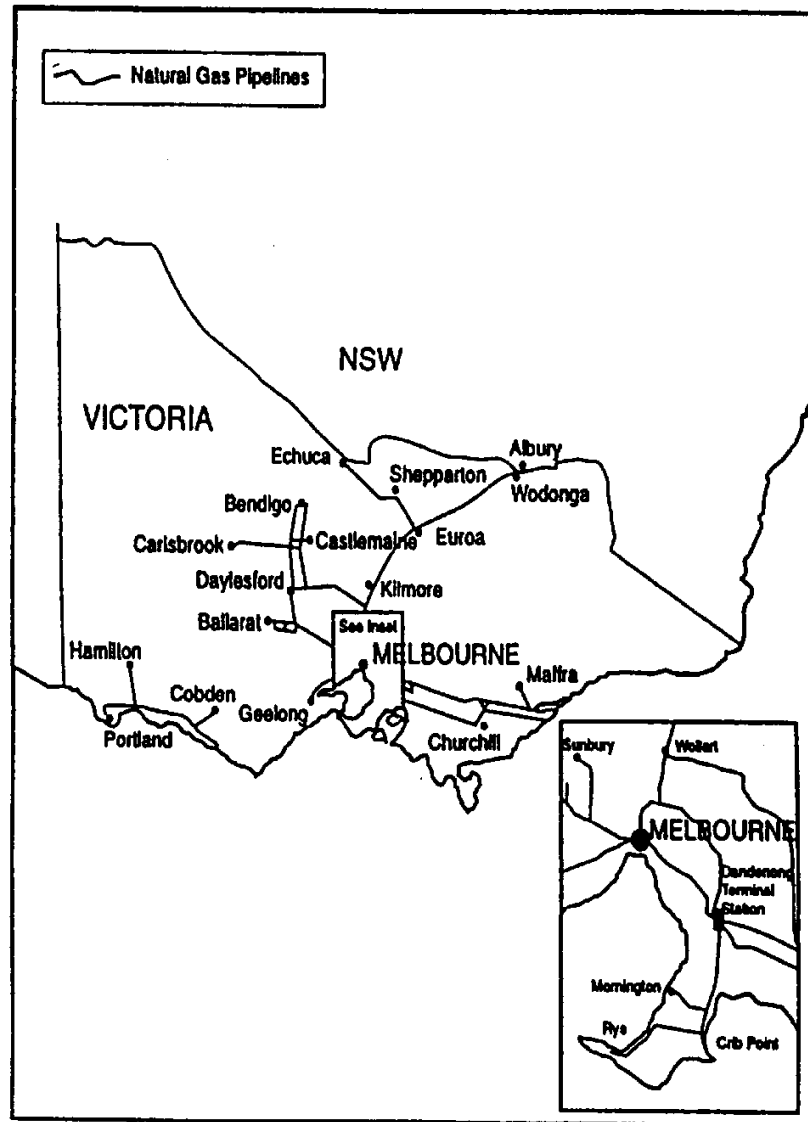 Natural Gas Pipelines
NSW
VICTORIA
Echuca
Albury
Shepparton
Wodonga
Bendigo
Carisbrook
Castlemaine
Euroa
Daylesford
Kilmore
Ballarat
See Inset
Hamilton
MELBOURNE
Maffra
Cobden
Geelong
Portland
Churchill
Sunbury
Wollert
MELBOURNE
Dandenong
Terminal
Station
Mornington
Rye
Crib Point